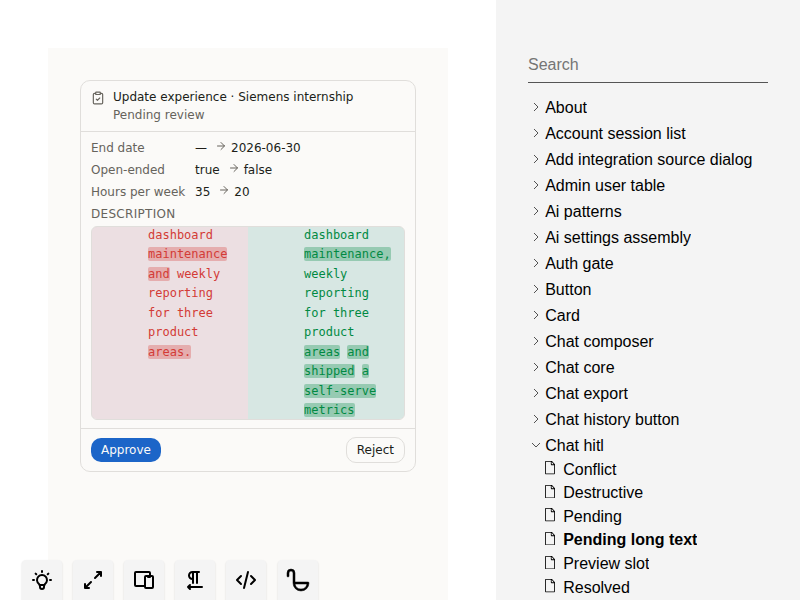 Update experience · Siemens internship
Pending review
End date — → 2026-06-30
Open-ended true → false
Hours per week 35 → 20
DESCRIPTION
dashboard
maintenance
and weekly
reporting
for three
product
areas.
dashboard
maintenance,
weekly
reporting
for three
product
areas and
shipped a
self-serve
metrics
Approve
Reject
Search
About
Account session list
Add integration source dialog
Admin user table
Ai patterns
Ai settings assembly
Auth gate
Button
Card
Chat composer
Chat core
Chat export
Chat history button
Chat hitl
Conflict
Destructive
Pending
Pending long text
Preview slot
Resolved